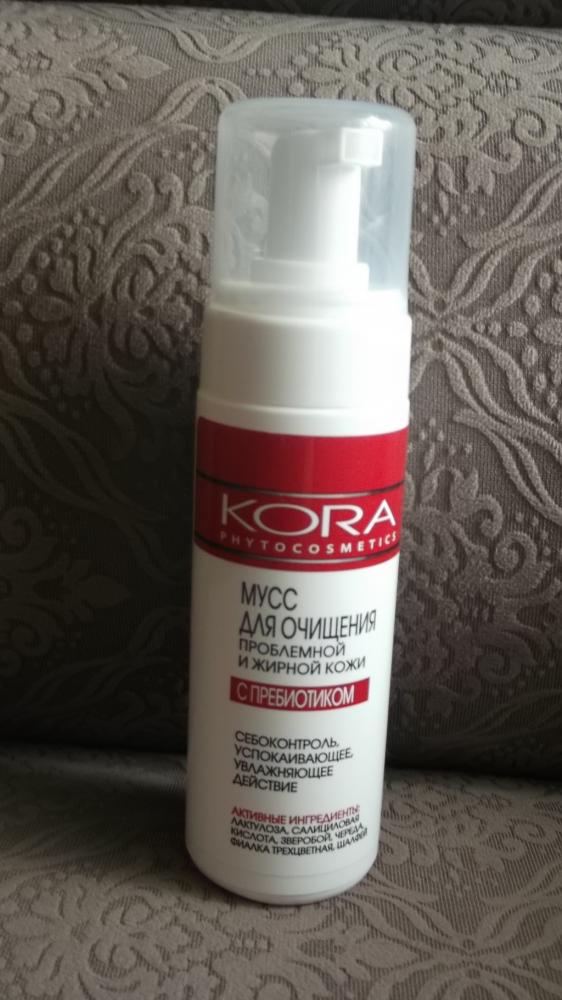 KORA
PHYTOCOSMETICS
МУСС
ДЛЯ ОЧИЩЕНИЯ
ПРОБЛЕМНОЙ
И ЖИРНОЙ КОЖИ
С ПРЕБИОТИКОМ
СЕБОКОНТРОЛЬ,
УСПОКАИВАЮЩЕЕ,
УВЛАЖНЯЮЩЕЕ
ДЕЙСТВИЕ
АКТИВНЫЕ ИНГРЕДИЕНТЫ:
ЛАКТУЛОЗА, САЛИЦИЛОВАЯ
КИСЛОТА, ЗВЕРОБОЙ, ЧЕРЕДА,
ФИАЛКА ТРЕХЦВЕТНАЯ, ШАЛФЕЙ